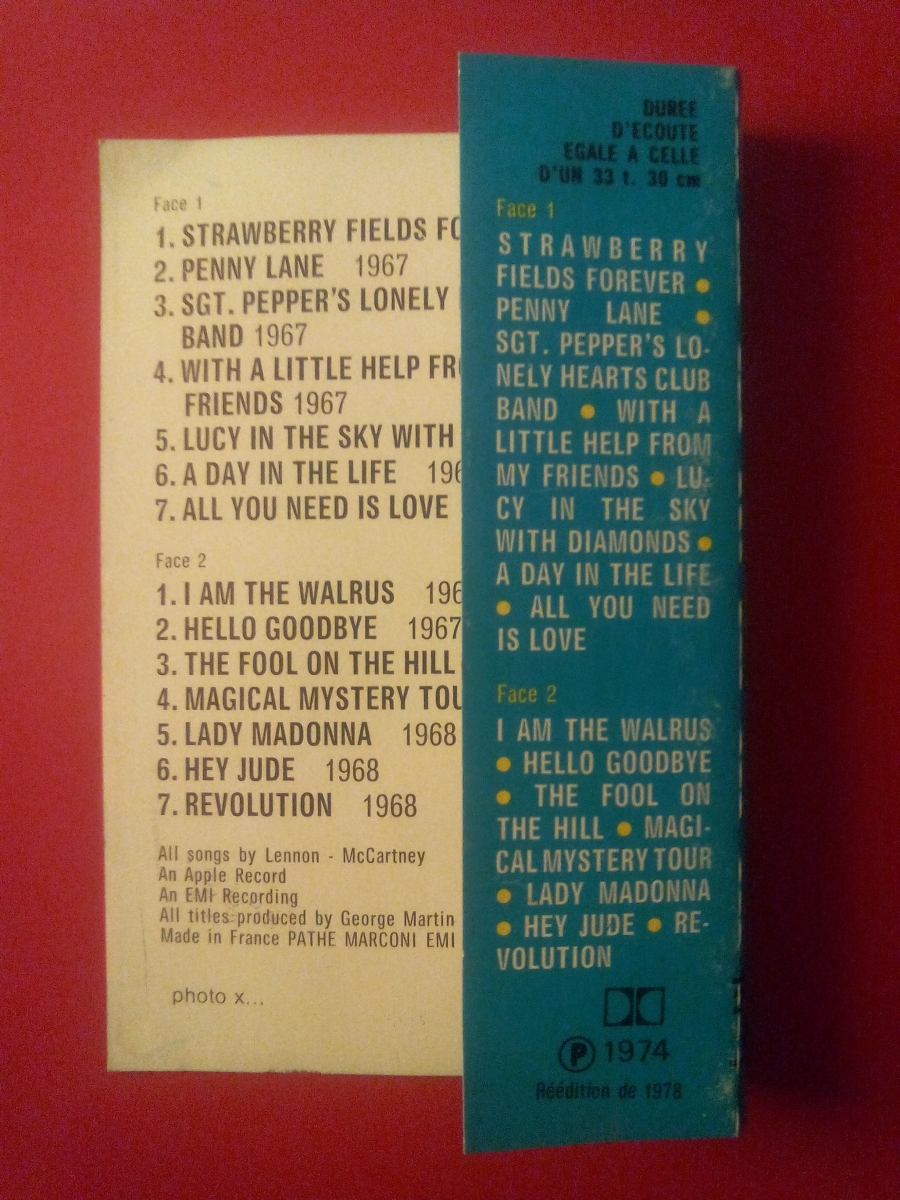 Face 1
1. STRAWBERRY FIELDS FO
2. PENNY LANE 1967
3. SGT. PEPPER'S LONELY
BAND 1967
4. WITH A LITTLE HELP FR
FRIENDS 1967
5. LUCY IN THE SKY WITH
6. A DAY IN THE LIFE 196
7. ALL YOU NEED IS LOVE
Face 2
1. I AM THE WALRUS 196
2. HELLO GOODBYE 1967
3. THE FOOL ON THE HILL
4. MAGICAL MYSTERY TOU
5. LADY MADONNA 1968
6. HEY JUDE 1968
7. REVOLUTION 1968
All songs by Lennon - McCartney
An Apple Record
An EMI Recording
All titles produced by George Martin
Made in France PATHE MARCONI EMI
photo x...
DUREE
D'ECOUTE
EGALE A CELLE
D'UN 33 t. 30 cm
Face 1
STRAWBERRY
FIELDS FOREVER •
PENNY LANE •
SGT. PEPPER'S LO-
NELY HEARTS CLUB
BAND • WITH A
LITTLE HELP FROM
MY FRIENDS • LU-
CY IN THE SKY
WITH DIAMONDS •
A DAY IN THE LIFE
• ALL YOU NEED
IS LOVE
Face 2
I AM THE WALRUS
• HELLO GOODBYE
• THE FOOL ON
THE HILL • MAGI-
CAL MYSTERY TOUR
• LADY MADONNA
• HEY JUDE • RE-
VOLUTION
Ⓟ 1974
Réédition de 1978